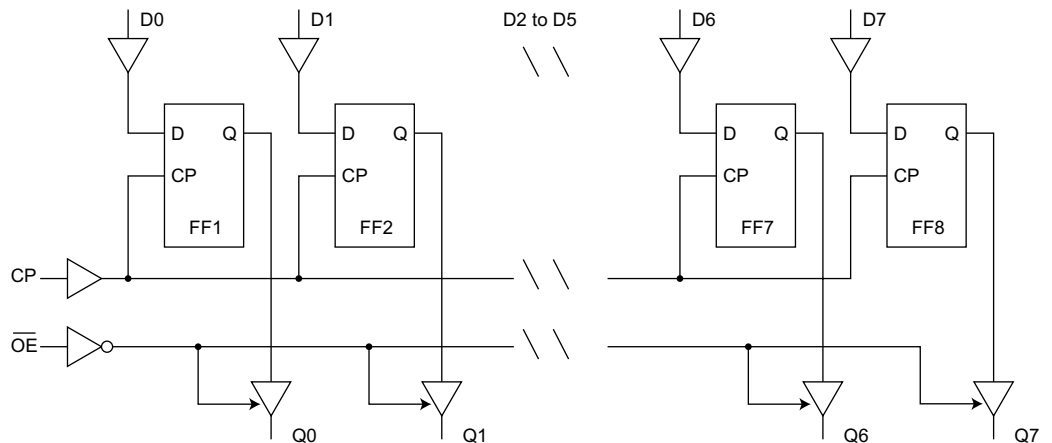 D0 D1 D2 to D5 D6 D7
D Q D Q D Q D Q
CP CP CP CP
FF1 FF2 FF7 FF8
CP
O̅E̅
Q0 Q1 Q6 Q7